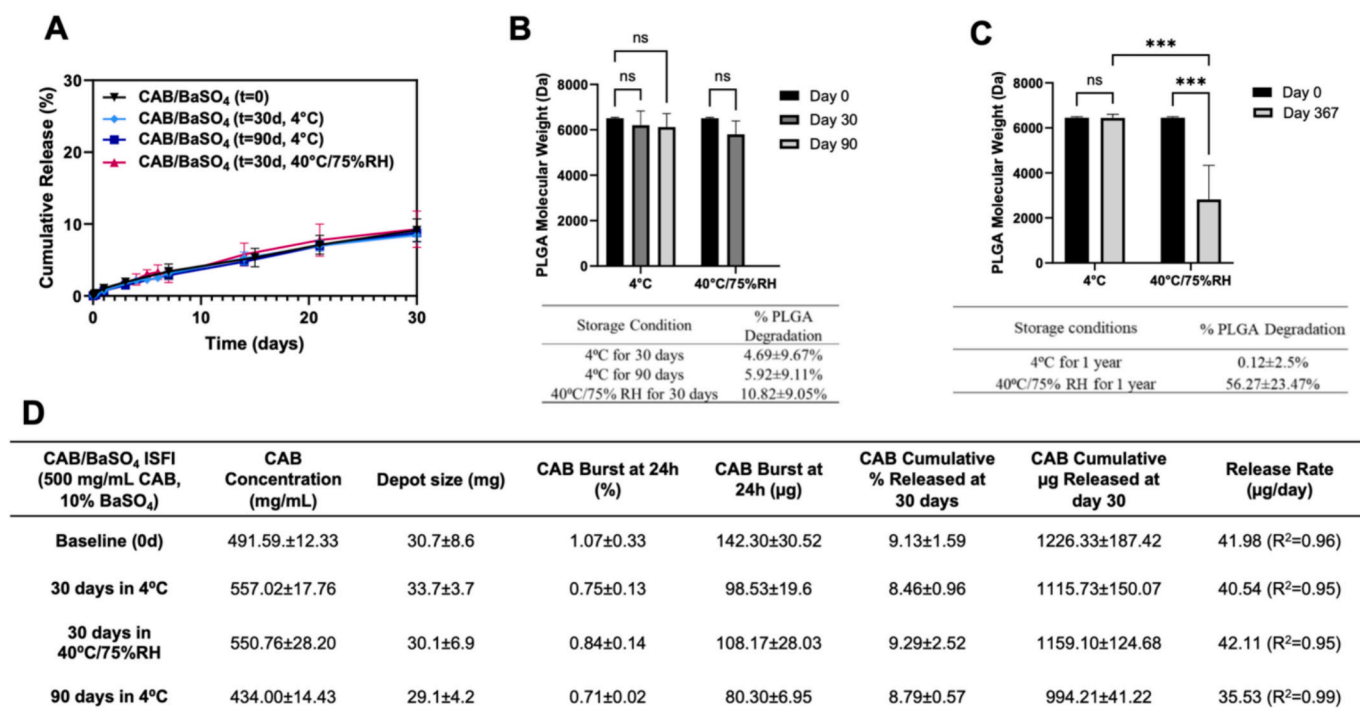 A
30
20
10
0
Cumulative Release (%)
CAB/BaSO4 (t=0)
CAB/BaSO4 (t=30d, 4°C)
CAB/BaSO4 (t=90d, 4°C)
CAB/BaSO4 (t=30d, 40°C/75%RH)
0 10 20 30
Time (days)
B
ns
ns ns
8000
6000
4000
2000
0
PLGA Molecular Weight (Da)
Day 0
Day 30
Day 90
4°C 40°C/75%RH
Storage Condition % PLGA
Degradation
4ºC for 30 days 4.69±9.67%
4ºC for 90 days 5.92±9.11%
40ºC/75% RH for 30 days 10.82±9.05%
C
***
ns ***
8000
6000
4000
2000
0
PLGA Molecular Weight (Da)
Day 0
Day 367
4°C 40°C/75%RH
Storage conditions % PLGA Degradation
4ºC for 1 year 0.12±2.5%
40ºC/75% RH for 1 year 56.27±23.47%
D
CAB/BaSO4 ISFI
(500 mg/mL CAB,
10% BaSO4)
CAB
Concentration
(mg/mL)
Depot size (mg)
CAB Burst at 24h
(%)
CAB Burst at
24h (µg)
CAB Cumulative
% Released at
30 days
CAB Cumulative
µg Released at
day 30
Release Rate
(µg/day)
Baseline (0d) 491.59.±12.33 30.7±8.6 1.07±0.33 142.30±30.52 9.13±1.59 1226.33±187.42 41.98 (R²=0.96)
30 days in 4ºC 557.02±17.76 33.7±3.7 0.75±0.13 98.53±19.6 8.46±0.96 1115.73±150.07 40.54 (R²=0.95)
30 days in
40ºC/75%RH 550.76±28.20 30.1±6.9 0.84±0.14 108.17±28.03 9.29±2.52 1159.10±124.68 42.11 (R²=0.95)
90 days in 4ºC 434.00±14.43 29.1±4.2 0.71±0.02 80.30±6.95 8.79±0.57 994.21±41.22 35.53 (R²=0.99)